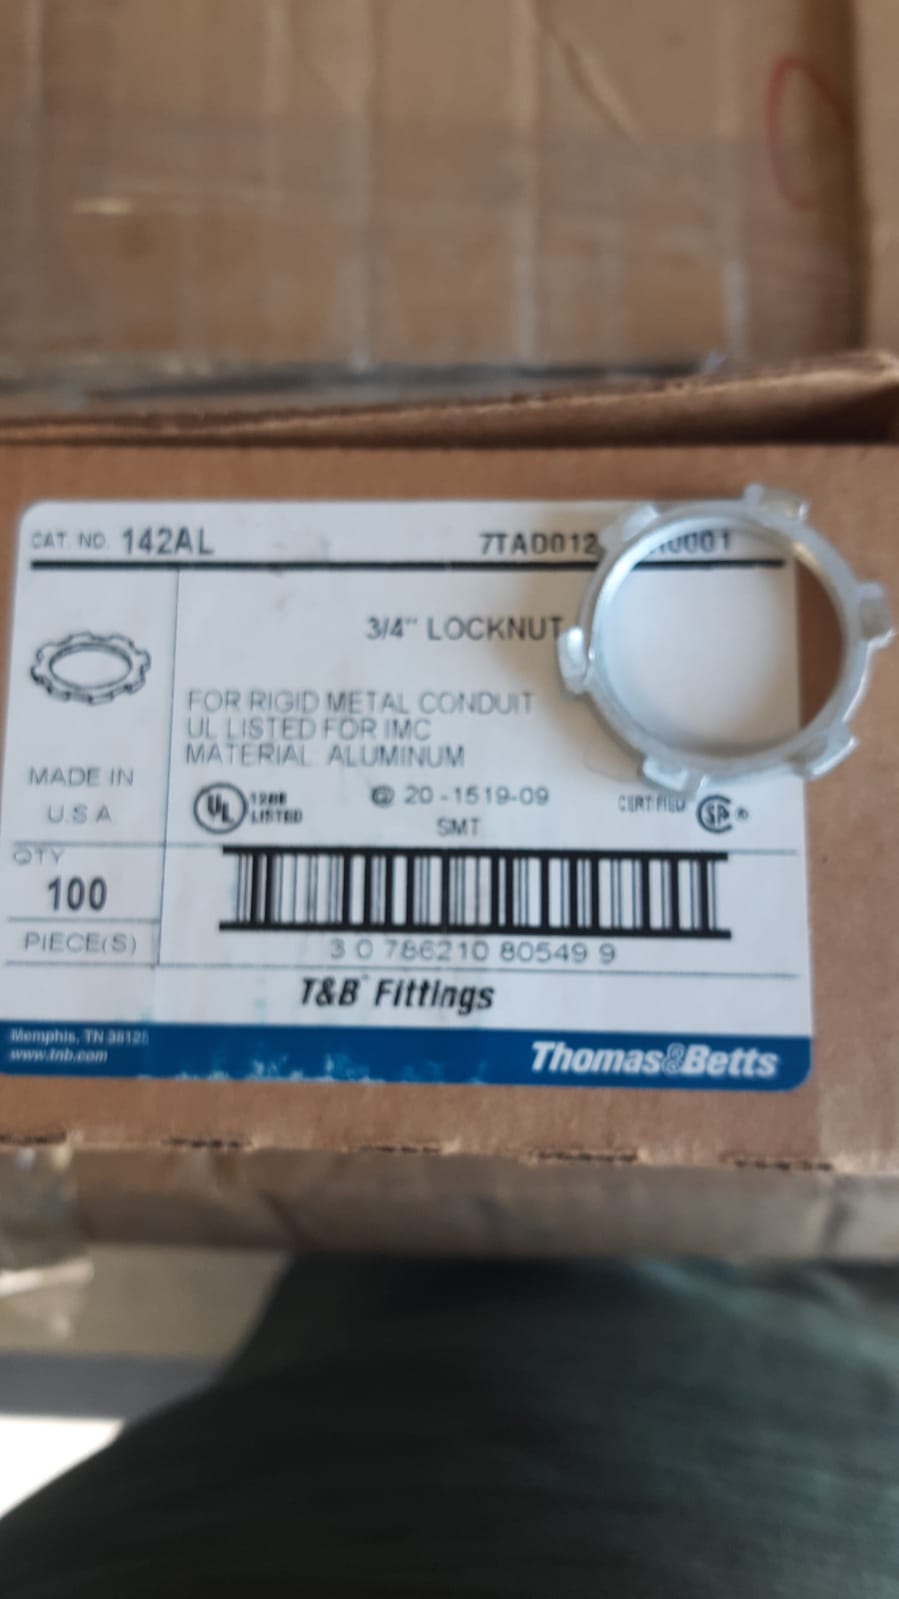 CAT. NO. 142AL 7TAD012 0001
3/4" LOCKNUT
FOR RIGID METAL CONDUIT
UL LISTED FOR IMC
MATERIAL ALUMINUM
MADE IN
U.S.A
UL LISTED
20-1519-09
SMT
CERTIFIED
QTY
100
PIECE(S)
3 0 786210 80549 9
T&B Fittings
Memphis, TN
www.tnb.com
Thomas&Betts